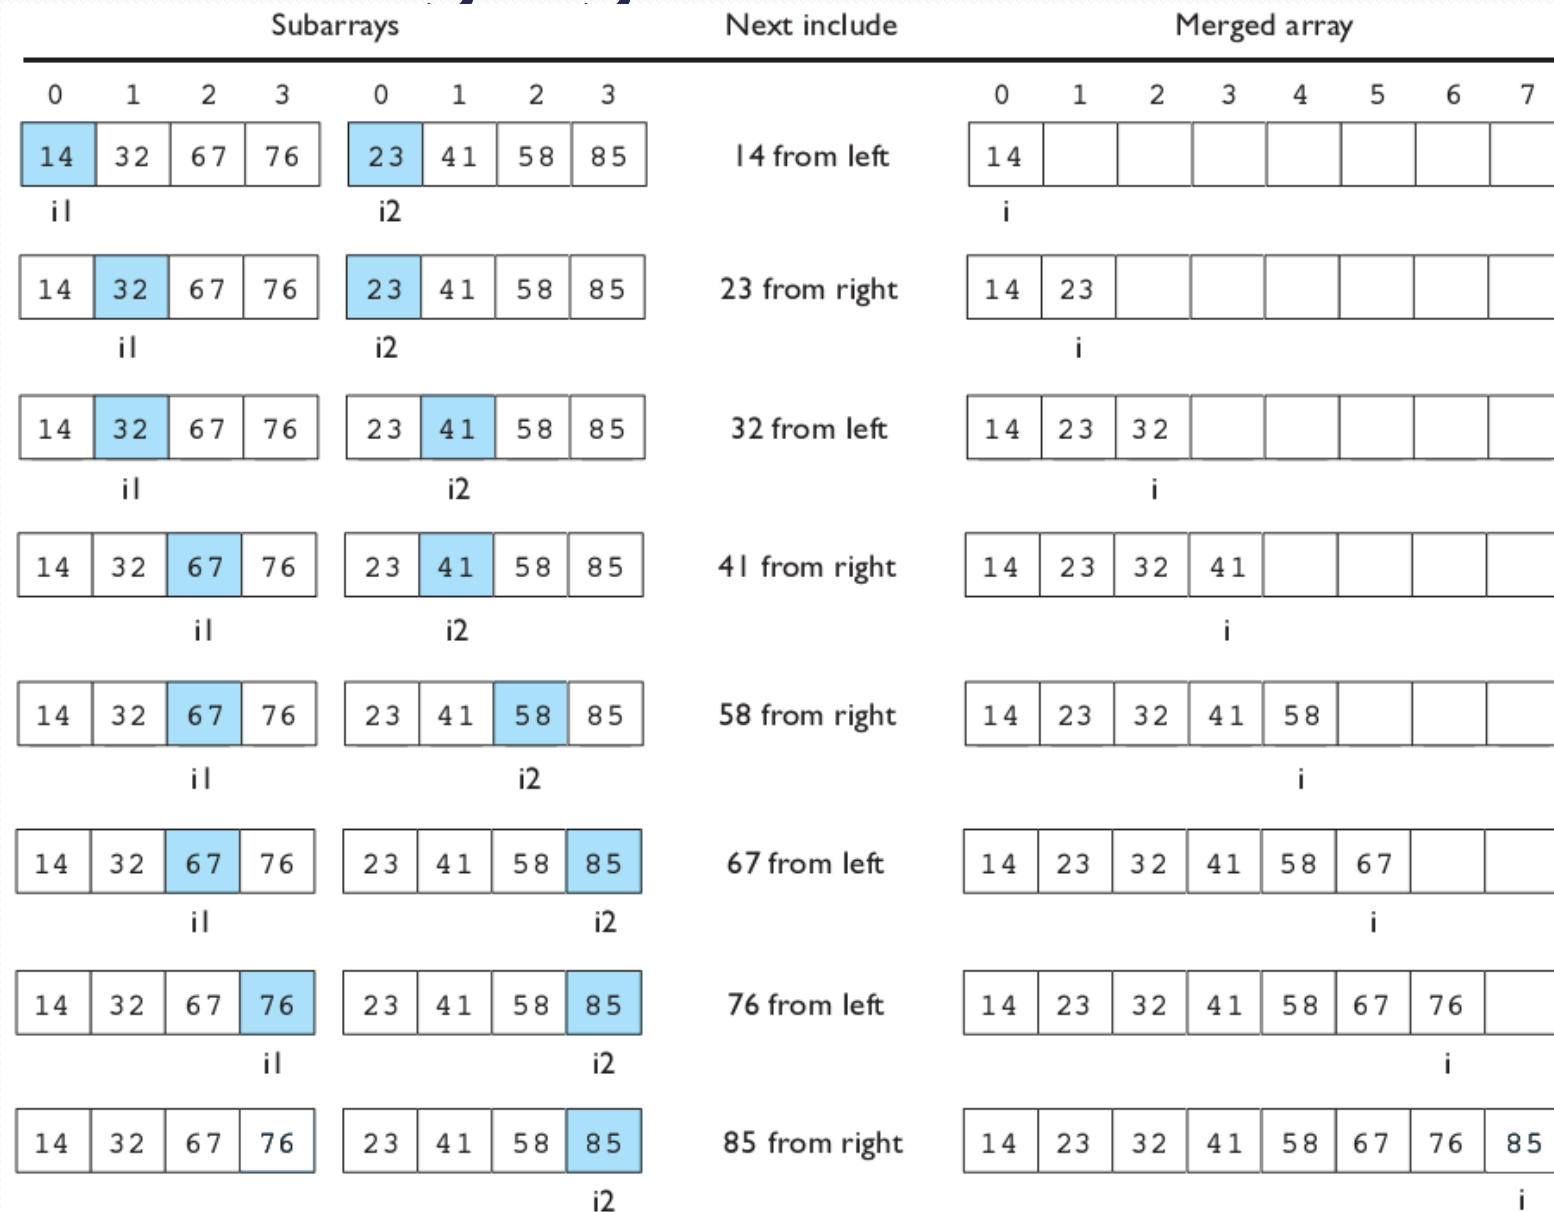 Subarrays Next include Merged array
0 1 2 3 0 1 2 3 0 1 2 3 4 5 6 7
14 32 67 76 23 41 58 85 14 from left 14
i1 i2 i
14 32 67 76 23 41 58 85 23 from right 14 23
i1 i2 i
14 32 67 76 23 41 58 85 32 from left 14 23 32
i1 i2 i
14 32 67 76 23 41 58 85 41 from right 14 23 32 41
i1 i2 i
14 32 67 76 23 41 58 85 58 from right 14 23 32 41 58
i1 i2 i
14 32 67 76 23 41 58 85 67 from left 14 23 32 41 58 67
i1 i2 i
14 32 67 76 23 41 58 85 76 from left 14 23 32 41 58 67 76
i1 i2 i
14 32 67 76 23 41 58 85 85 from right 14 23 32 41 58 67 76 85
i2 i